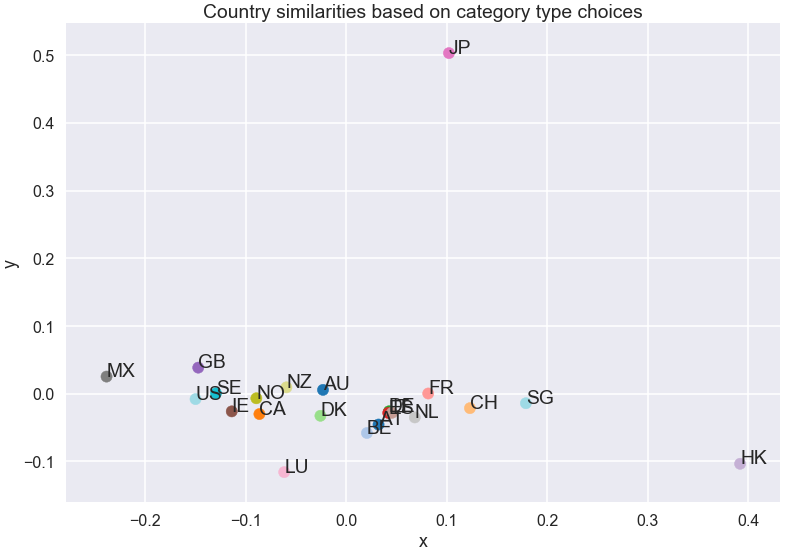 Country similarities based on category type choices
JP
0.5
0.4
0.3
0.2
0.1
0.0
−0.1
y
MX
GB
US
SE
IE
NO
CA
NZ
AU
DK
LU
DE
ES
AT
BE
NL
FR
CH
SG
HK
−0.2
−0.1
0.0
0.1
0.2
0.3
0.4
x